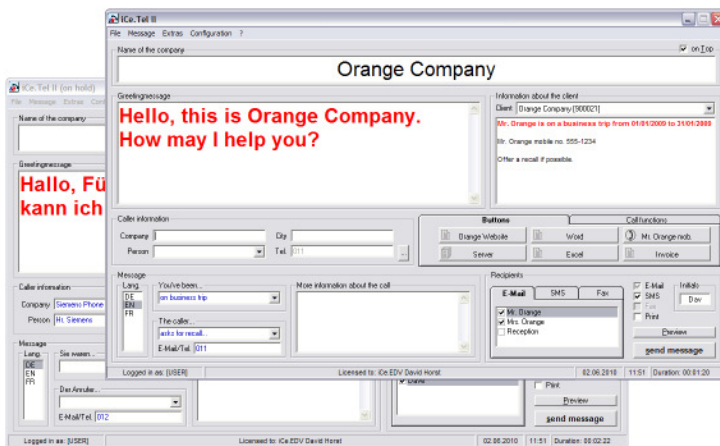 iCe.Tel II
File Message Extras Configuration ?
Name of the company
on Top
Orange Company
Greetingmessage
Hello, this is Orange Company.
How may I help you?
Information about the client
Client Orange Company [900021]
Mr. Orange is on a business trip from 01/01/2009 to 31/01/2009
Mr. Orange mobile no. 555-1234
Offer a recall if possible.
Caller information
Company
City
Person
Tel. 011
...
Buttons
Call functions
Orange Website
Word
Mr. Orange mob.
Server
Excel
Invoice
Message
Lang.
DE
EN
FR
You've been...
on business trip
The caller...
asks for recall...
E-Mail/Tel. 011
More information about the call
Recipients
E-Mail
SMS
Fax
Mr. Orange
Mrs. Orange
Reception
E-Mail
SMS
Fax
Print
Initials
Dav
Preview
send message
Logged in as: [USER]
Licensed to: iCe.EDV David Horst
02.06.2010
11:51
Duration: 00:01:20
iCe.Tel II (on hold)
File Message Extras
Name of the company
Greetingmessage
Hallo, Fü
kann ich
Caller information
Company Siemens Phone
Person Hr. Siemens
Message
Lang.
DE
EN
FR
Sie waren...
Der Anrufer...
E-Mail/Tel. 012
David
Print
Preview
send message
Logged in as: [USER]
Licensed to: iCe.EDV David Horst
02.06.2010
11:51
Duration: 00:02:22